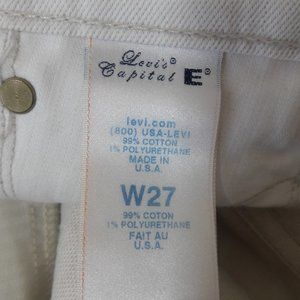 Levi's®
Capital E®
levi.com
(800) USA-LEVI
99% COTTON
1% POLYURETHANE
MADE IN
U.S.A.
W27
99% COTON
1% POLYURETHANE
FAIT AU
U.S.A.